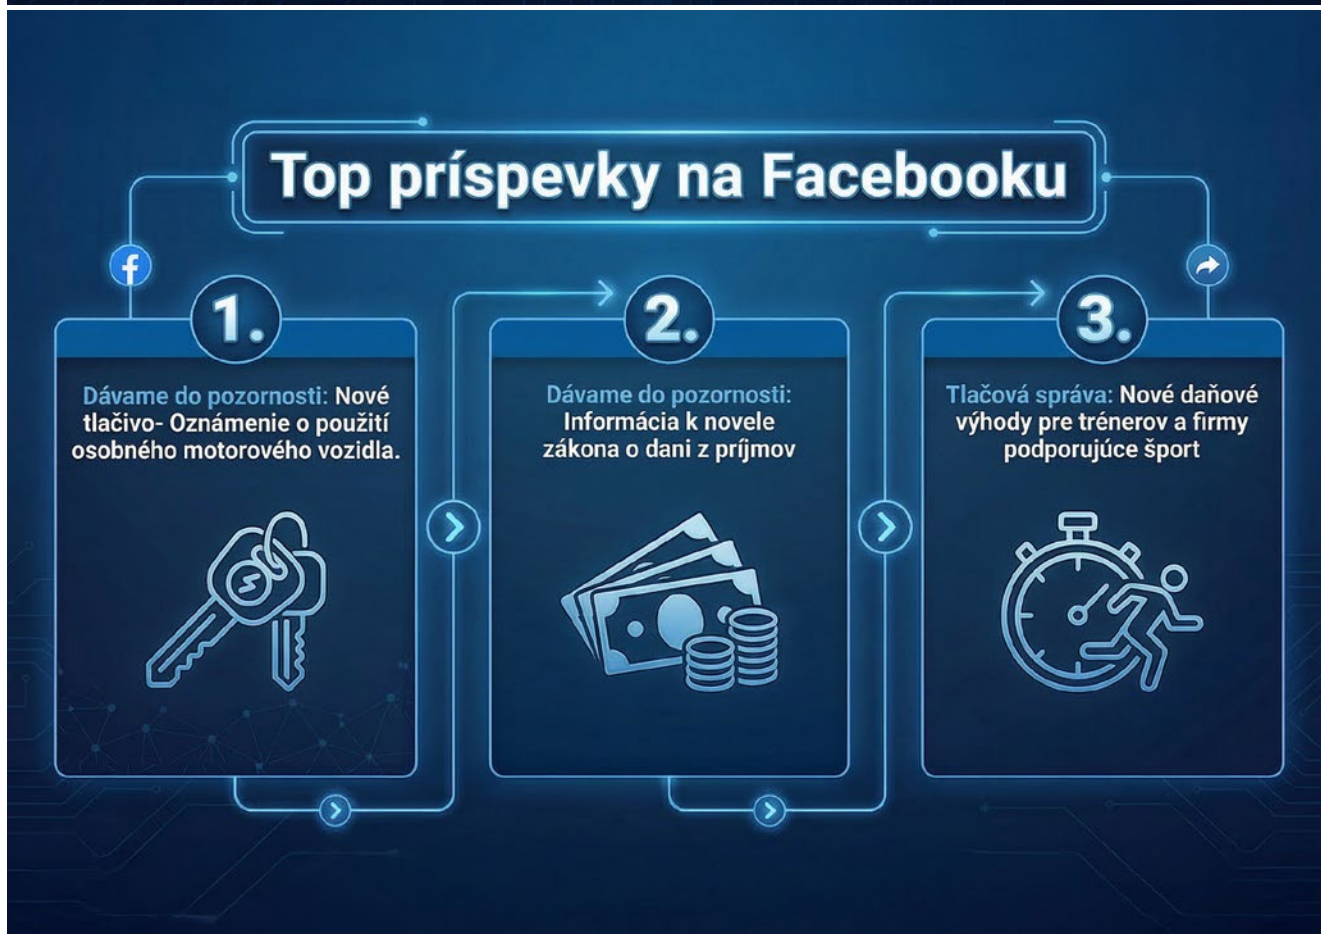 Top príspevky na Facebooku
1.
Dávame do pozornosti: Nové
tlačivo- Oznámenie o použití
osobného motorového vozidla.
2.
Dávame do pozornosti:
Informácia k novele
zákona o dani z príjmov
3.
Tlačová správa: Nové daňové
výhody pre trénerov a firmy
podporujúce šport